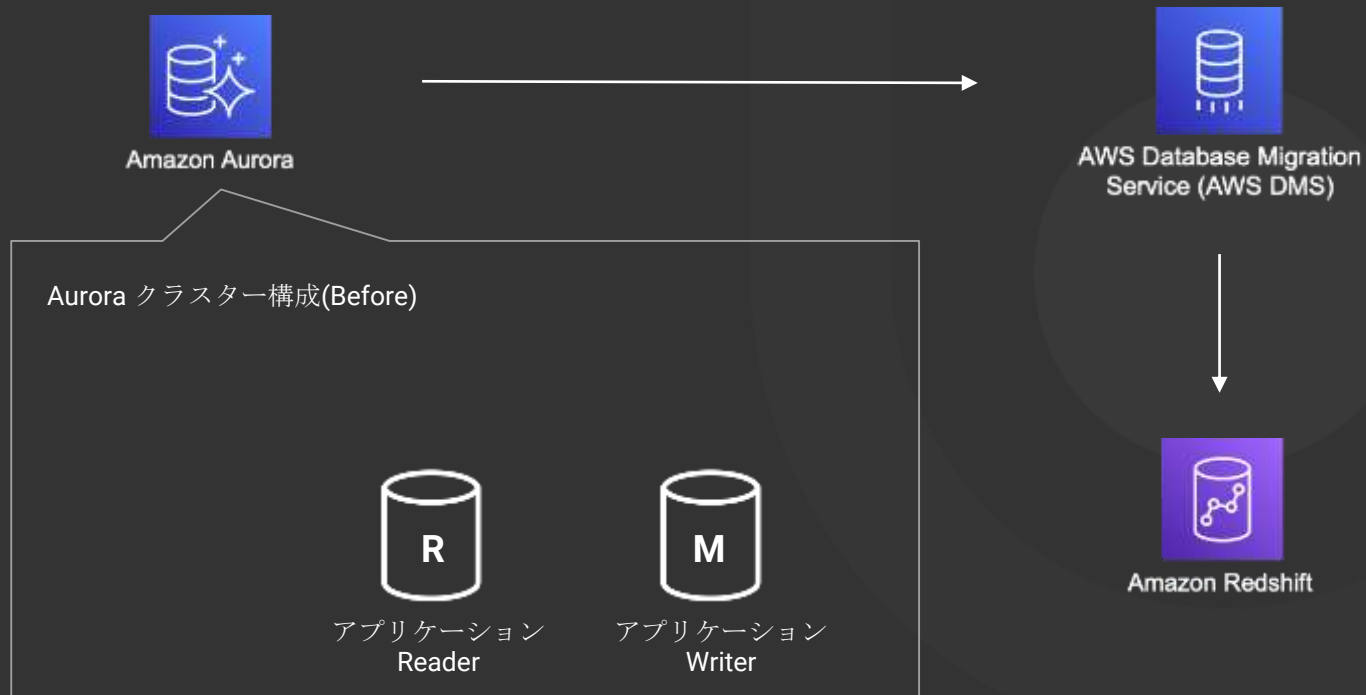 Amazon Aurora
AWS Database Migration
Service (AWS DMS)
Aurora クラスター構成(Before)
R
M
アプリケーション
Reader
アプリケーション
Writer
Amazon Redshift